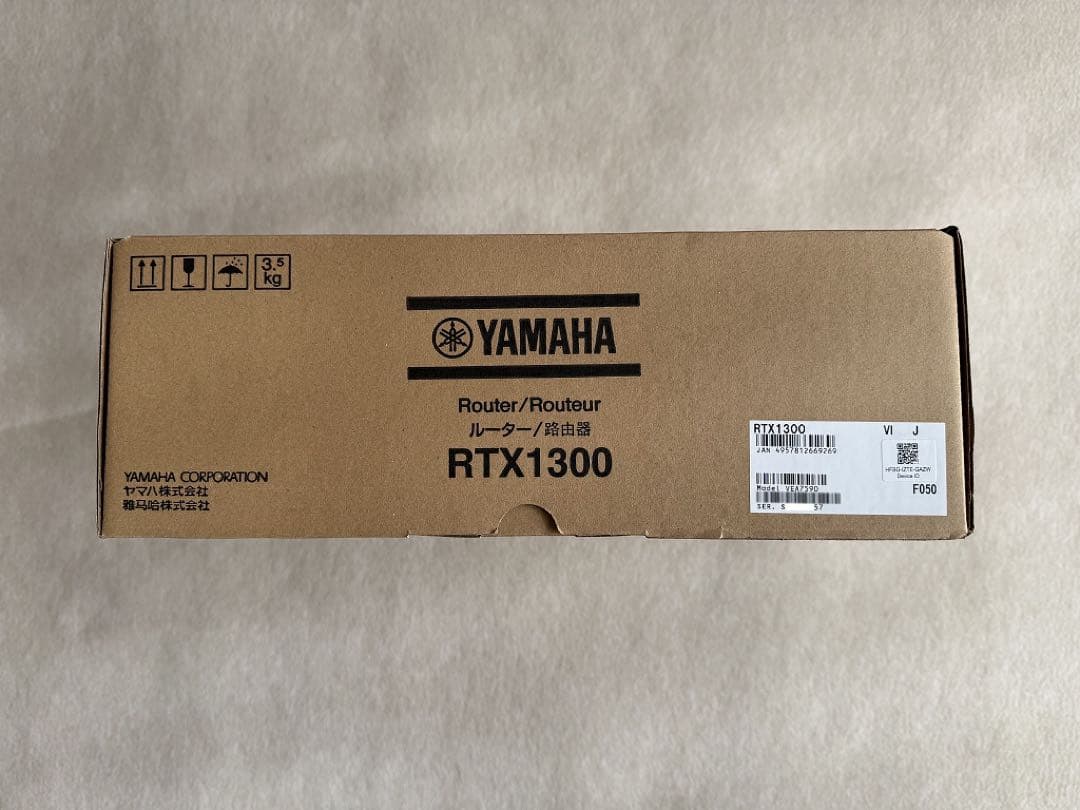 3.5
kg
YAMAHA
Router/Routeur
ルーター/路由器
RTX1300
YAMAHA CORPORATION
ヤマハ株式会社
雅马哈株式会社
RTX1300 VI J
JAN 4957812669269
Model VEA7590
SER. S 57
Device ID
F050